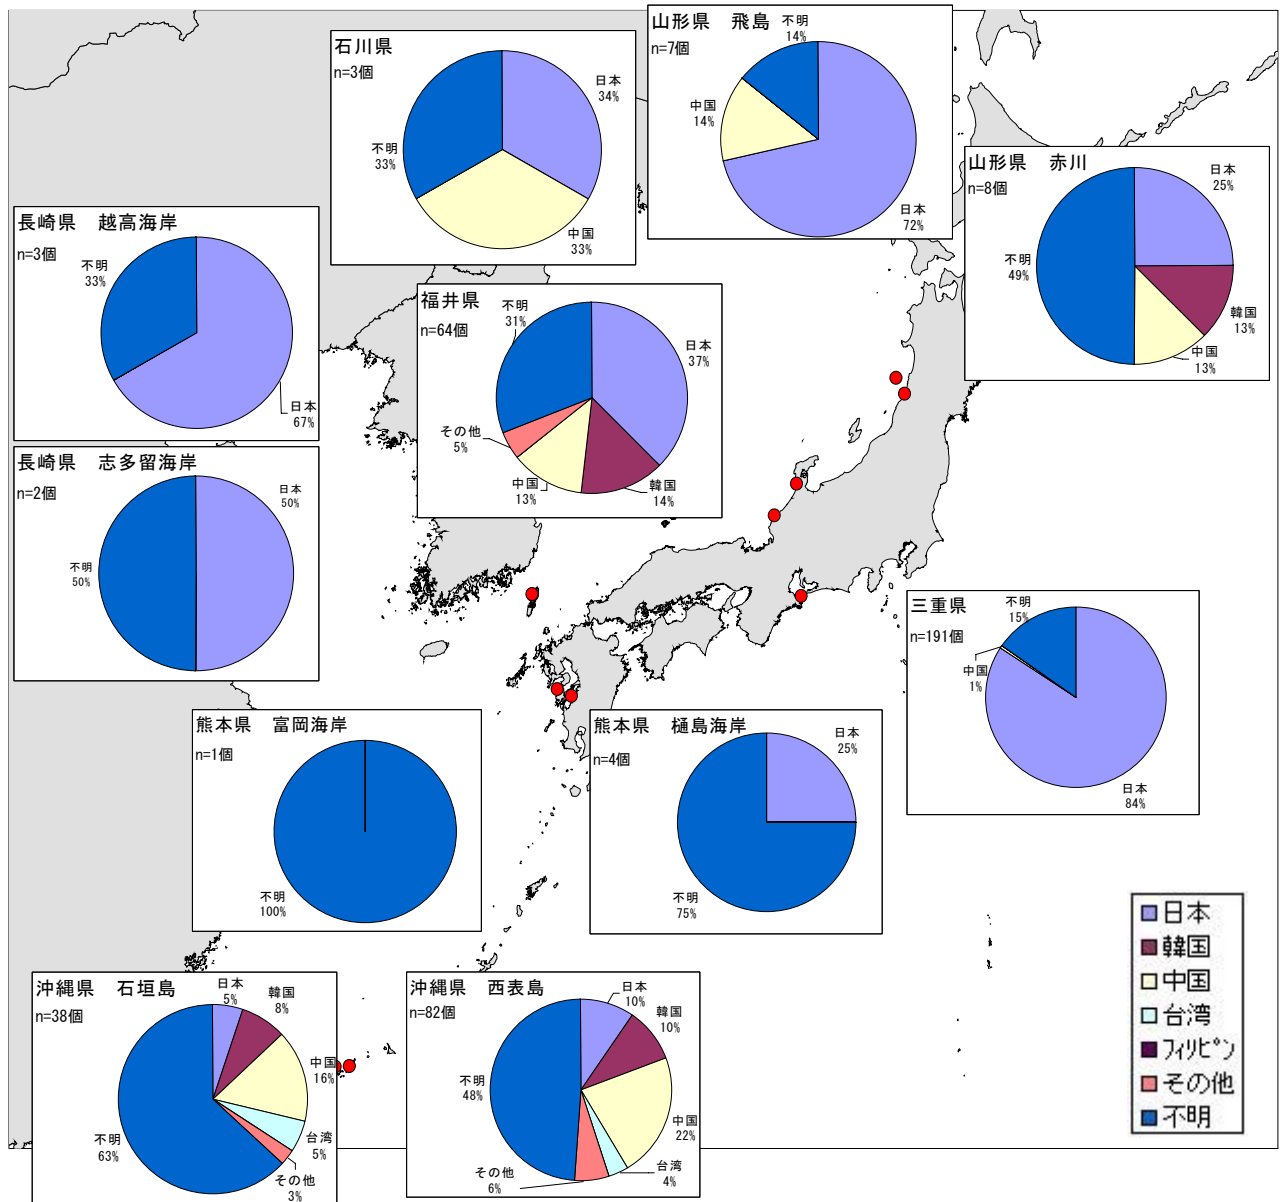 石川県
n=3個
日本
34%
中国
33%
不明
33%
山形県　飛島
n=7個
不明
14%
中国
14%
日本
72%
山形県　赤川
n=8個
日本
25%
韓国
13%
中国
13%
不明
49%
長崎県　越高海岸
n=3個
不明
33%
日本
67%
福井県
n=64個
不明
31%
日本
37%
その他
5%
中国
13%
韓国
14%
長崎県　志多留海岸
n=2個
日本
50%
不明
50%
三重県
n=191個
不明
15%
中国
1%
日本
84%
熊本県　富岡海岸
n=1個
不明
100%
熊本県　樋島海岸
n=4個
日本
25%
不明
75%
沖縄県　石垣島
n=38個
日本
5%
韓国
8%
中国
16%
台湾
5%
その他
3%
不明
63%
沖縄県　西表島
n=82個
日本
10%
韓国
10%
中国
22%
台湾
4%
その他
6%
不明
48%
日本
韓国
中国
台湾
フィリピン
その他
不明